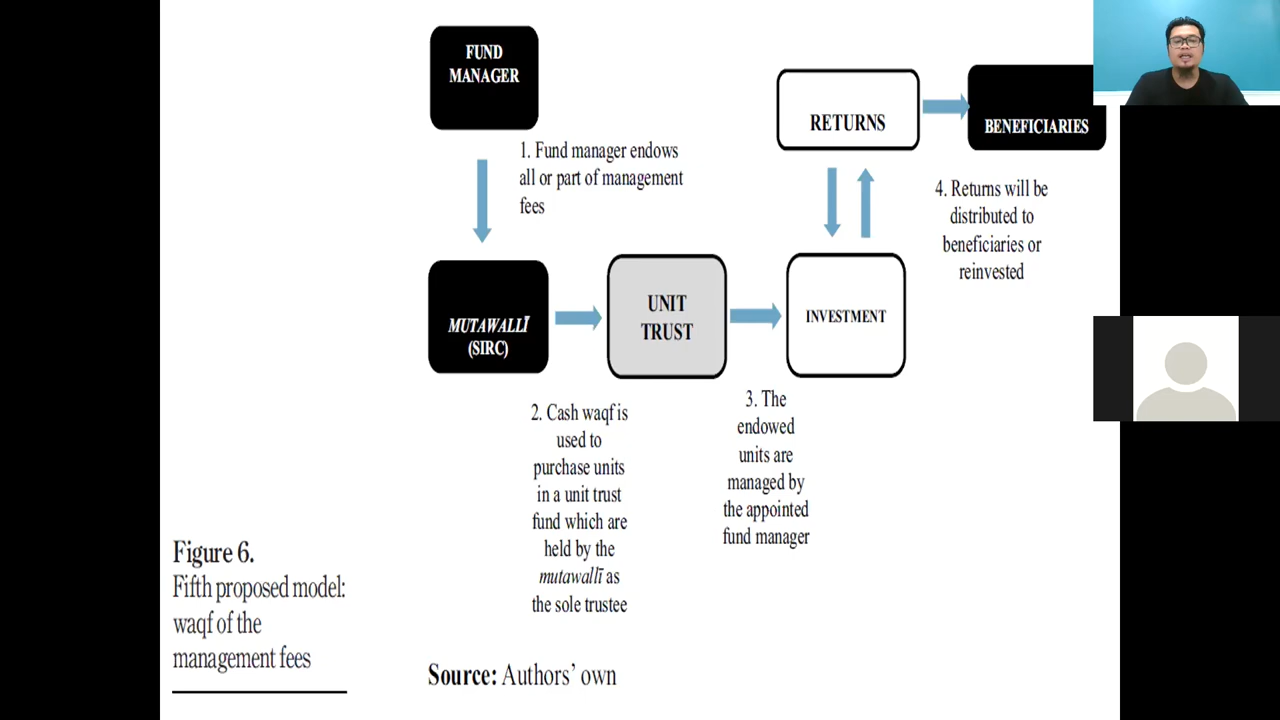 FUND
MANAGER
1. Fund manager endows
all or part of management
fees
RETURNS
BENEFICIARIES
4. Returns will be
distributed to
beneficiaries or
reinvested
MUTAWALLĪ
(SIRC)
UNIT
TRUST
INVESTMENT
2. Cash waqf is
used to
purchase units
in a unit trust
fund which are
held by the
mutawallī as
the sole trustee
3. The
endowed
units are
managed by
the appointed
fund manager
Figure 6.
Fifth proposed model:
waqf of the
management fees
Source: Authors’ own